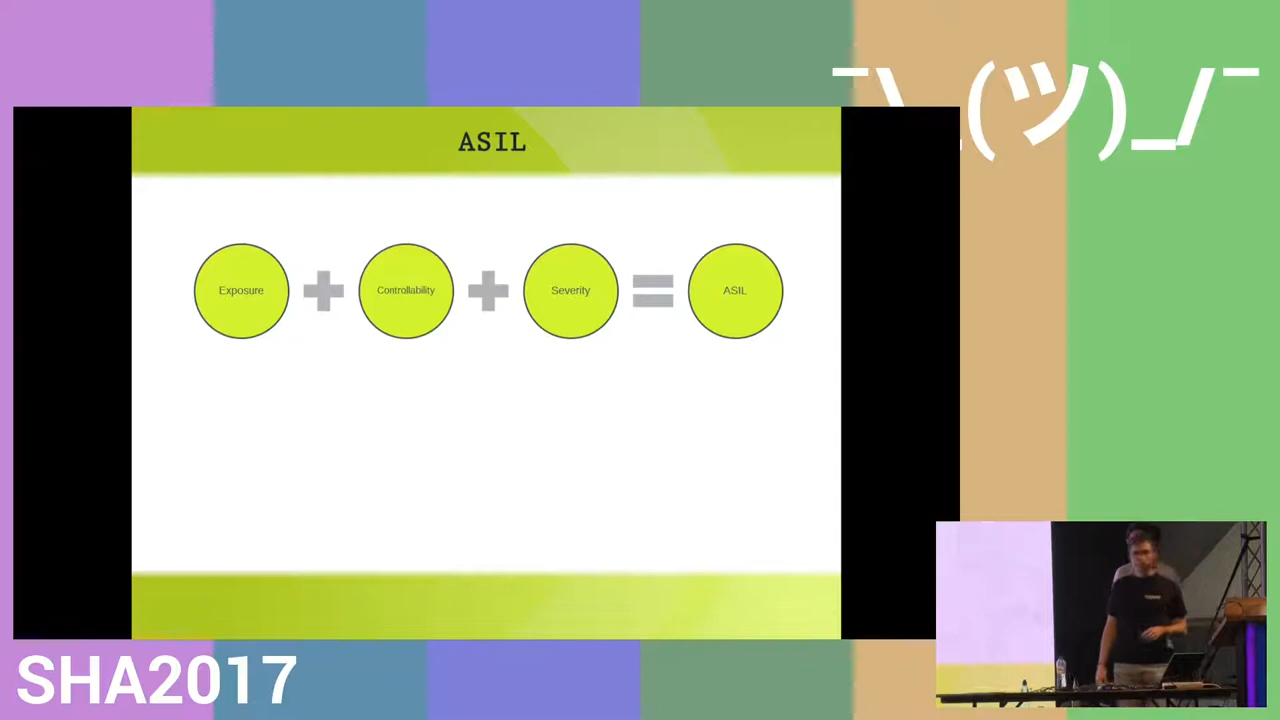 ¯\_(ツ)_/¯
ASIL
Exposure
Controllability
Severity
ASIL
SHA2017